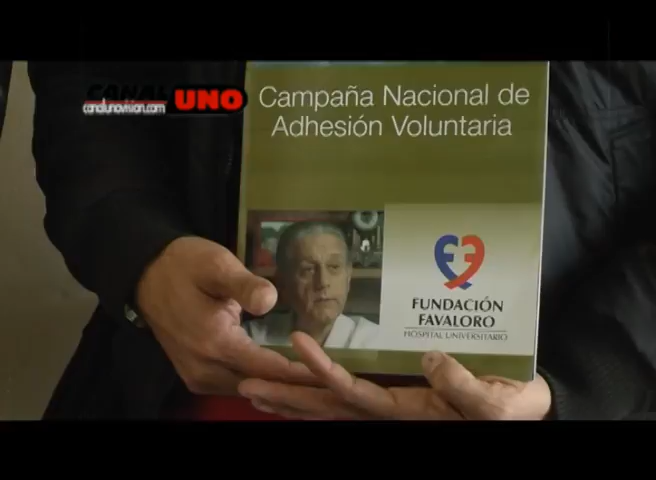 CANAL
canalunovision.com
UNO
Campaña Nacional de
Adhesión Voluntaria
FUNDACIÓN
FAVALORO
HOSPITAL UNIVERSITARIO